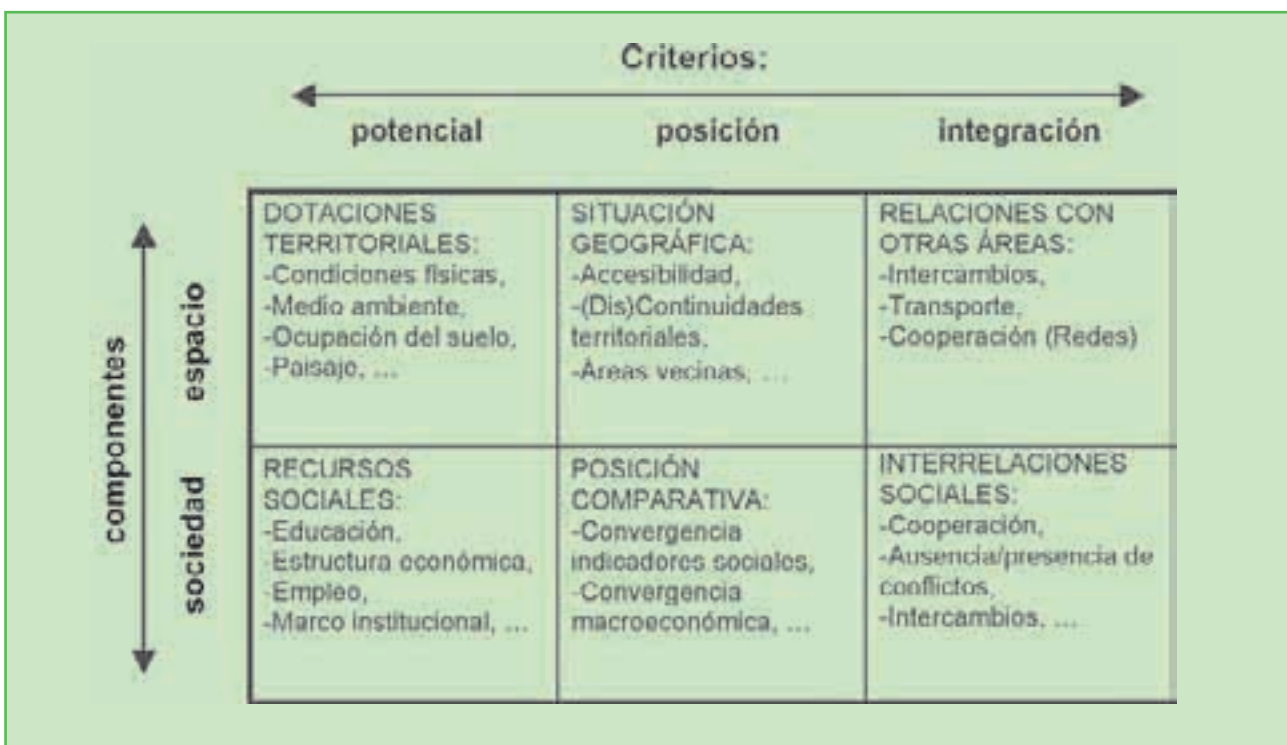 Criterios:
potencial posición integración
componentes
espacio
DOTACIONES
TERRITORIALES:
-Condiciones físicas,
-Medio ambiente,
-Ocupación del suelo,
-Paisaje, ...
SITUACIÓN
GEOGRÁFICA:
-Accesibilidad,
-(Dis)Continuidades
territoriales,
-Áreas vecinas, ...
RELACIONES CON
OTRAS ÁREAS:
-Intercambios,
-Transporte,
-Cooperación (Redes)
sociedad
RECURSOS
SOCIALES:
-Educación,
-Estructura económica,
-Empleo,
-Marco institucional, ...
POSICIÓN
COMPARATIVA:
-Convergencia
indicadores sociales,
-Convergencia
macroeconómica, ...
INTERRELACIONES
SOCIALES:
-Cooperación,
-Ausencia/presencia de
conflictos,
-Intercambios, ...